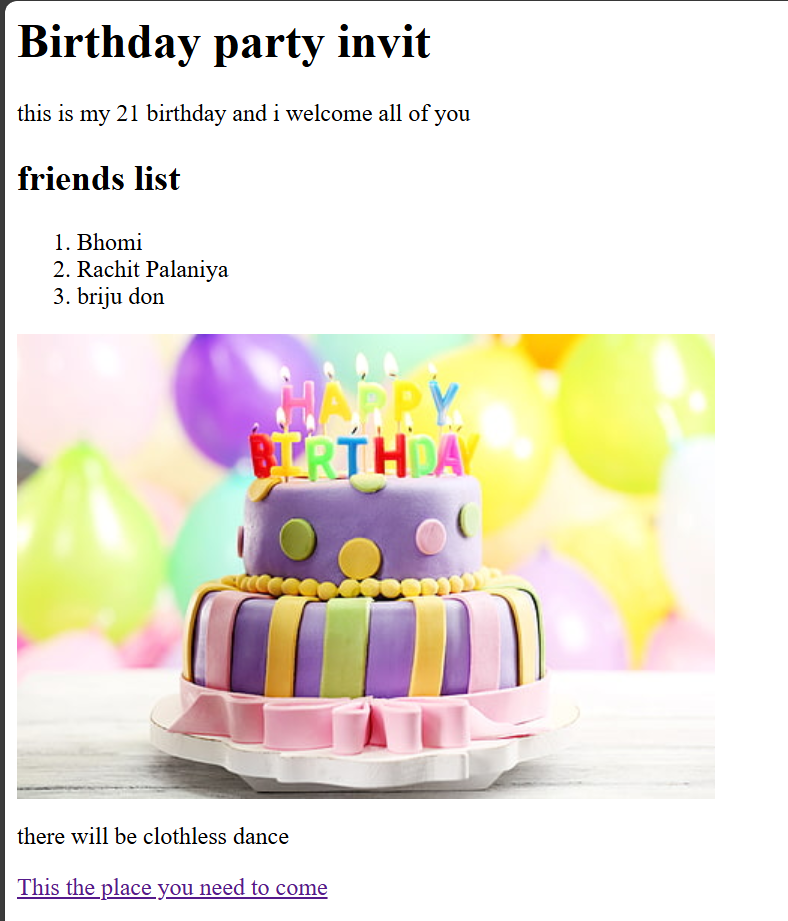 Birthday party invit
this is my 21 birthday and i welcome all of you
friends list
1. Bhomi
2. Rachit Palaniya
3. briju don
HAPPY
BIRTHDAY
there will be clothless dance
This the place you need to come